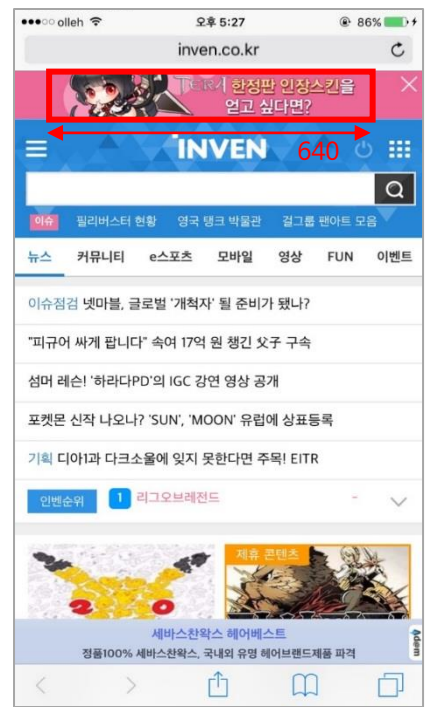 olleh 오후 5:27 86%
inven.co.kr
TERA 한정판 인장스킨을
얻고 싶다면?
INVEN 640
이슈 필리버스터 현황 영국 탱크 박물관 걸그룹 팬아트 모음
뉴스 커뮤니티 e스포츠 모바일 영상 FUN 이벤트
이슈점검 넷마블, 글로벌 '개척자' 될 준비가 됐나?
"피규어 싸게 팝니다" 속여 17억 원 챙긴 父子 구속
섬머 레슨! '하라다PD'의 IGC 강연 영상 공개
포켓몬 신작 나오나? 'SUN', 'MOON' 유럽에 상표등록
기획 디아1과 다크소울에 잊지 못한다면 주목! EITR
인벤순위 1 리그오브레전드 -
제휴 콘텐츠
20
세바스찬왁스 헤어베스트
정품100% 세바스찬왁스, 국내외 유명 헤어브랜드제품 파격
Adem